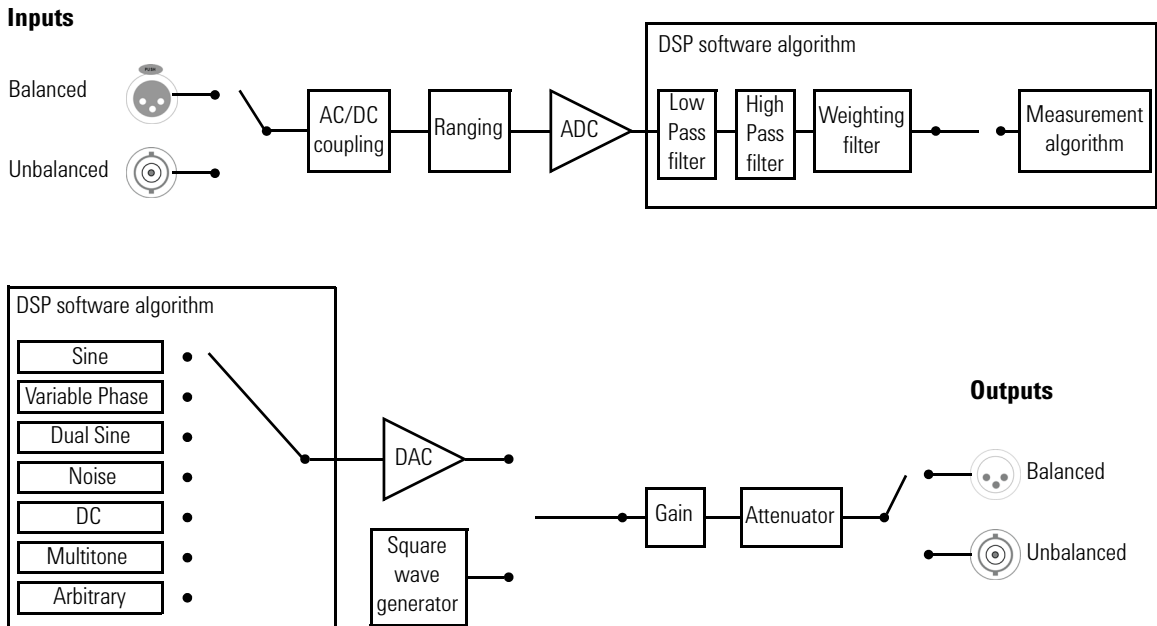 Inputs
Balanced
Unbalanced
PUSH
AC/DC
coupling
Ranging
ADC
DSP software algorithm
Low
Pass
filter
High
Pass
filter
Weighting
filter
Measurement
algorithm
DSP software algorithm
Sine
Variable Phase
Dual Sine
Noise
DC
Multitone
Arbitrary
DAC
Square
wave
generator
Gain
Attenuator
Outputs
Balanced
Unbalanced